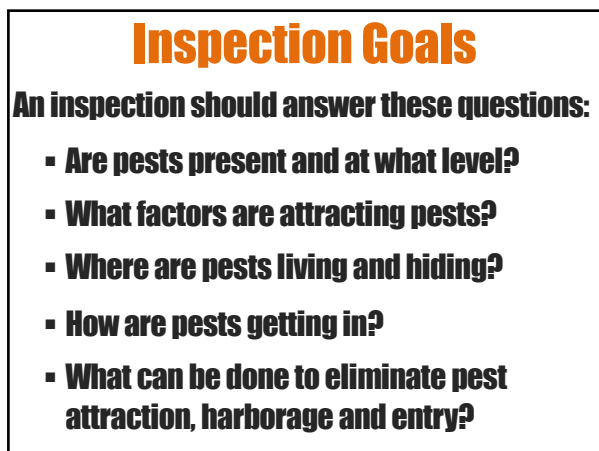 Inspection Goals
An inspection should answer these questions:
▪ Are pests present and at what level?
▪ What factors are attracting pests?
▪ Where are pests living and hiding?
▪ How are pests getting in?
▪ What can be done to eliminate pest
attraction, harborage and entry?